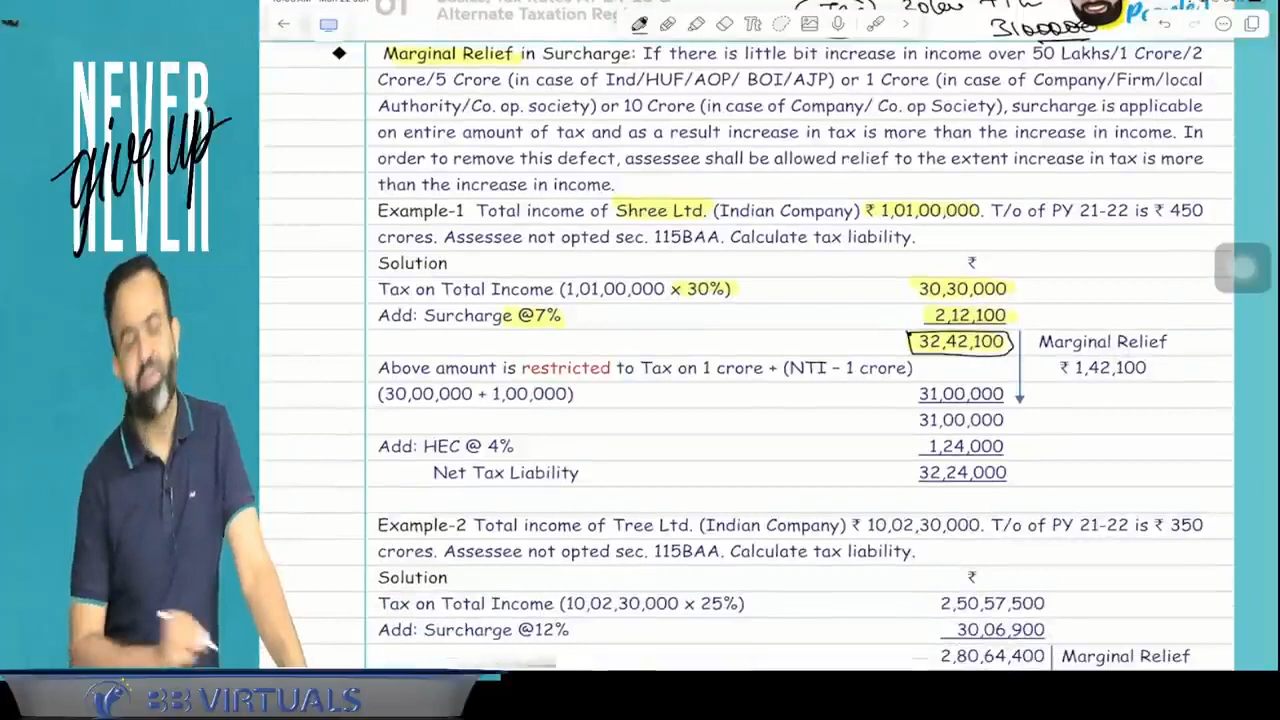 Alternate Taxation Reg
3100000
Marginal Relief in Surcharge: If there is little bit increase in income over 50 Lakhs/1 Crore/2
Crore/5 Crore (in case of Ind/HUF/AOP/ BOI/AJP) or 1 Crore (in case of Company/Firm/local
Authority/Co. op. society) or 10 Crore (in case of Company/ Co. op Society), surcharge is applicable
on entire amount of tax and as a result increase in tax is more than the increase in income. In
order to remove this defect, assessee shall be allowed relief to the extent increase in tax is more
than the increase in income.
Example-1 Total income of Shree Ltd. (Indian Company) ₹ 1,01,00,000. T/o of PY 21-22 is ₹ 450
crores. Assessee not opted sec. 115BAA. Calculate tax liability.
Solution ₹
Tax on Total Income (1,01,00,000 x 30%) 30,30,000
Add: Surcharge @7% 2,12,100
32,42,100 Marginal Relief
Above amount is restricted to Tax on 1 crore + (NTI – 1 crore) ₹ 1,42,100
(30,00,000 + 1,00,000) 31,00,000
31,00,000
Add: HEC @ 4% 1,24,000
Net Tax Liability 32,24,000
Example-2 Total income of Tree Ltd. (Indian Company) ₹ 10,02,30,000. T/o of PY 21-22 is ₹ 350
crores. Assessee not opted sec. 115BAA. Calculate tax liability.
Solution ₹
Tax on Total Income (10,02,30,000 x 25%) 2,50,57,500
Add: Surcharge @12% 30,06,900
2,80,64,400 Marginal Relief
NEVER
give up
NEVER
BB VIRTUALS